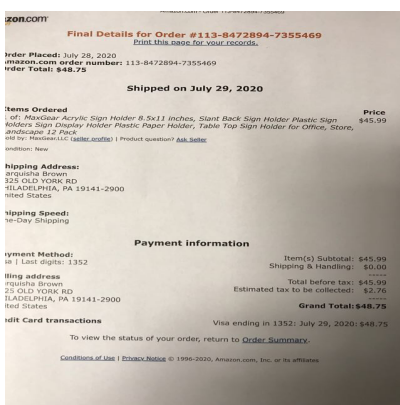 zon.com
Final Details for Order #113-8472894-7355469
Print this page for your records.
Order Placed: July 28, 2020
mazon.com order number: 113-8472894-7355469
Order Total: $48.75
Shipped on July 29, 2020
tems Ordered Price
of: MaxGear Acrylic Sign Holder 8.5x11 inches, Slant Back Sign Holder Plastic Sign $45.99
Holders Sign Display Holder Plastic Paper Holder, Table Top Sign Holder for Office, Store,
andscape 12 Pack
old by: MaxGear,LLC (seller profile) | Product question? Ask Seller
ondition: New
hipping Address:
arquisha Brown
325 OLD YORK RD
HILADELPHIA, PA 19141-2900
nited States
hipping Speed:
ne-Day Shipping
Payment information
yment Method:
sa | Last digits: 1352
Item(s) Subtotal: $45.99
Shipping & Handling: $0.00
-----
lling address
rquisha Brown
25 OLD YORK RD
ILADELPHIA, PA 19141-2900
ited States
Total before tax: $45.99
Estimated tax to be collected: $2.76
-----
Grand Total: $48.75
edit Card transactions Visa ending in 1352: July 29, 2020: $48.75
To view the status of your order, return to Order Summary.
Conditions of Use | Privacy Notice © 1996-2020, Amazon.com, Inc. or its affiliates